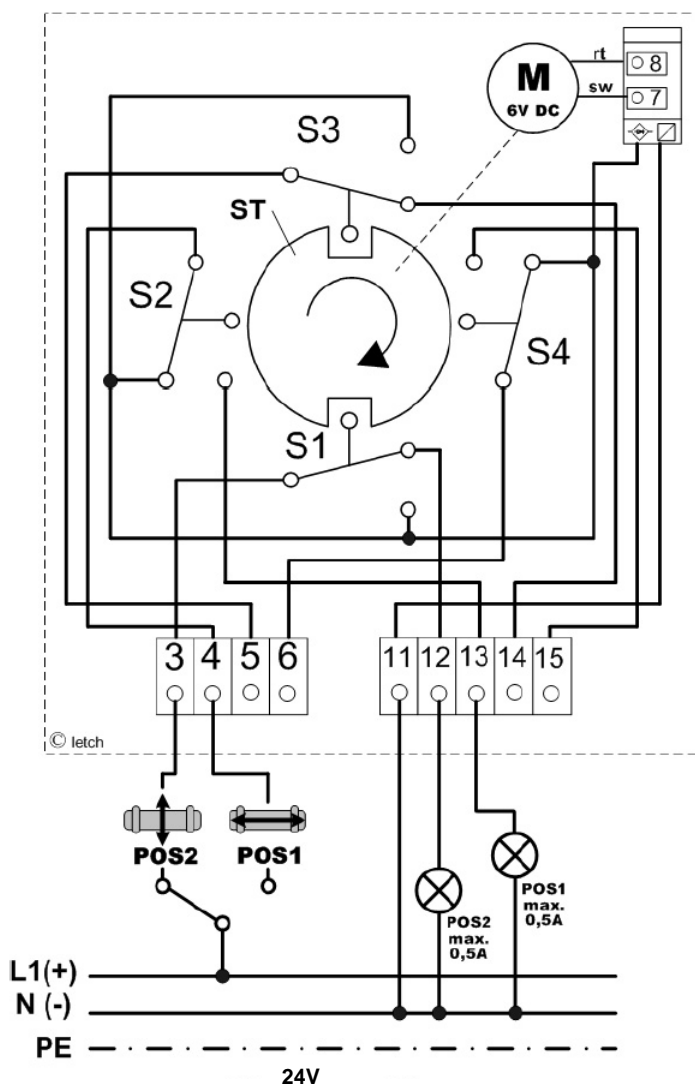 rt
8
M
6V DC
sw
7
S3
ST
S2
S4
S1
3 4 5 6
11 12 13 14 15
© letch
POS2 POS1
POS1
max.
0,5A
POS2
max.
0,5A
L1(+)
N (-)
PE
24V